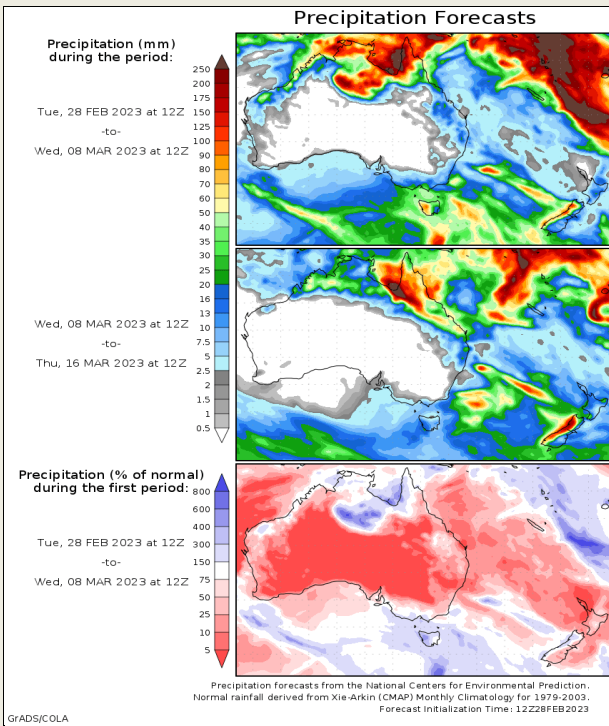 Precipitation Forecasts
Precipitation (mm)
during the period:
Tue, 28 FEB 2023 at 12Z
-to-
Wed, 08 MAR 2023 at 12Z
250
200
175
150
125
100
90
80
70
60
50
40
35
30
25
20
16
13
10
7.5
5
2.5
2
1.5
1
0.5
Wed, 08 MAR 2023 at 12Z
-to-
Thu, 16 MAR 2023 at 12Z
Precipitation (% of normal)
during the first period:
Tue, 28 FEB 2023 at 12Z
-to-
Wed, 08 MAR 2023 at 12Z
800
600
400
300
150
75
50
25
10
5
Precipitation forecasts from the National Centers for Environmental Prediction.
Normal rainfall derived from Xie-Arkin (CMAP) Monthly Climatology for 1979-2003.
Forecast Initialization Time: 12Z28FEB2023
GrADS/COLA